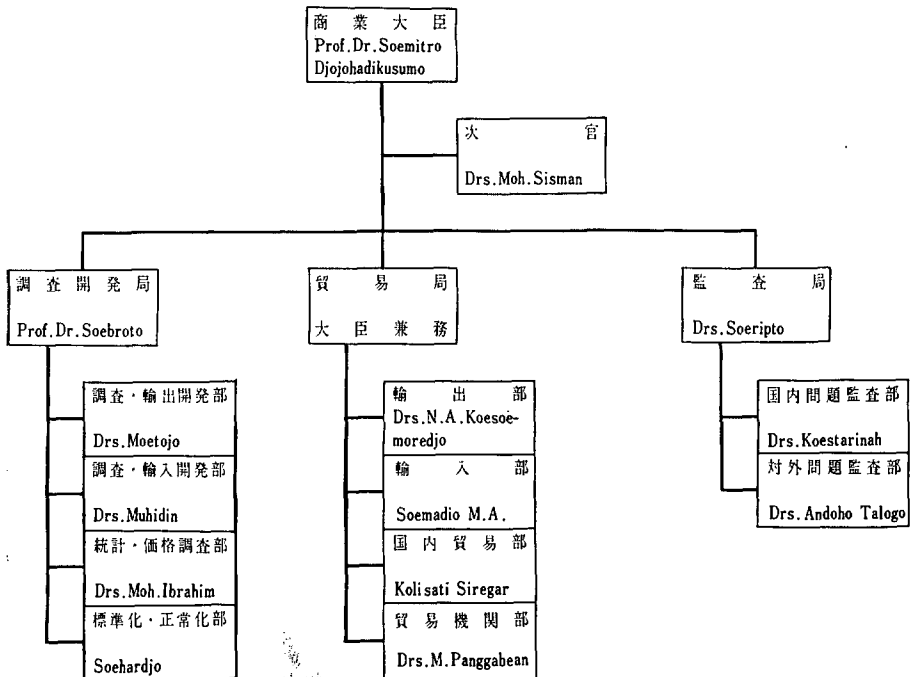 商業大臣
Prof.Dr.Soemitro
Djojohadikusumo
次官
Drs.Moh.Sisman
調査開発局
Prof.Dr.Soebroto
調査・輸出開発部
Drs.Moetojo
調査・輸入開発部
Drs.Muhidin
統計・価格調査部
Drs.Moh.Ibrahim
標準化・正常化部
Soehardjo
貿易局
大臣兼務
輸出部
Drs.N.A.Koesoe-
moredjo
輸入部
Soemadio M.A.
国内貿易部
Kolisati Siregar
貿易機関部
Drs.M.Panggabean
監査局
Drs.Soeripto
国内問題監査部
Drs.Koestarinah
対外問題監査部
Drs.Andoho Talogo